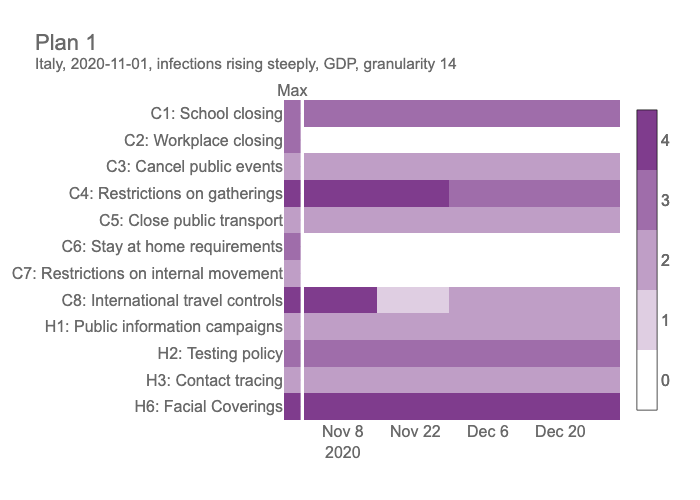 Plan 1
Italy, 2020-11-01, infections rising steeply, GDP, granularity 14
Max
C1: School closing
C2: Workplace closing
C3: Cancel public events
C4: Restrictions on gatherings
C5: Close public transport
C6: Stay at home requirements
C7: Restrictions on internal movement
C8: International travel controls
H1: Public information campaigns
H2: Testing policy
H3: Contact tracing
H6: Facial Coverings
Nov 8 Nov 22 Dec 6 Dec 20
2020
4
3
2
1
0